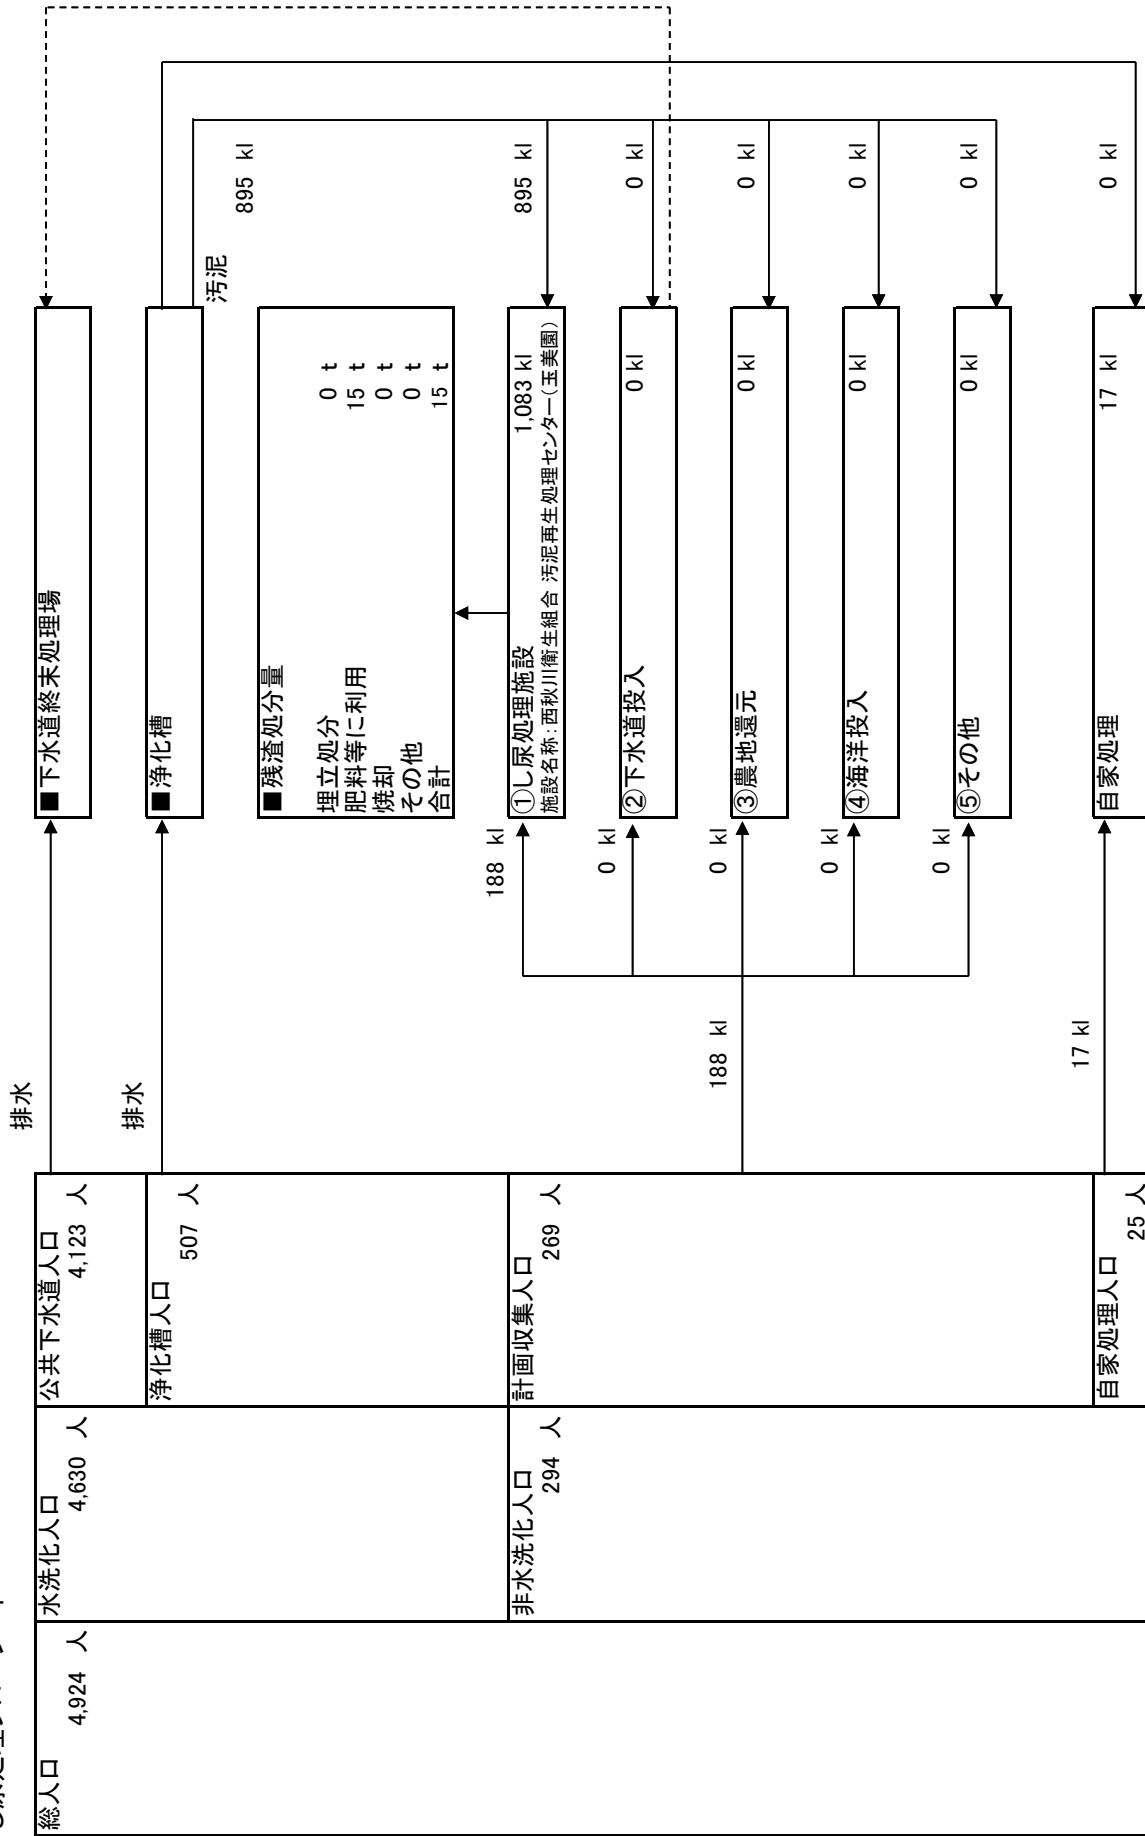 総人口
4,924 人
水洗化人口
4,630 人
非水洗化人口
294 人
公共下水道人口
4,123 人
浄化槽人口
507 人
計画収集人口
269 人
自家処理人口
25 人
排水
排水
188 kl
17 kl
188 kl
0 kl
0 kl
0 kl
0 kl
■下水道終末処理場
■浄化槽
■残渣処分量
埋立処分 0 t
肥料等に利用 15 t
焼却 0 t
その他 0 t
合計 15 t
①し尿処理施設 1,083 kl
施設名称:西秋川衛生組合 汚泥再生処理センター(玉美園)
②下水道投入 0 kl
③農地還元 0 kl
④海洋投入 0 kl
⑤その他 0 kl
自家処理 17 kl
汚泥
895 kl
895 kl
0 kl
0 kl
0 kl
0 kl
0 kl